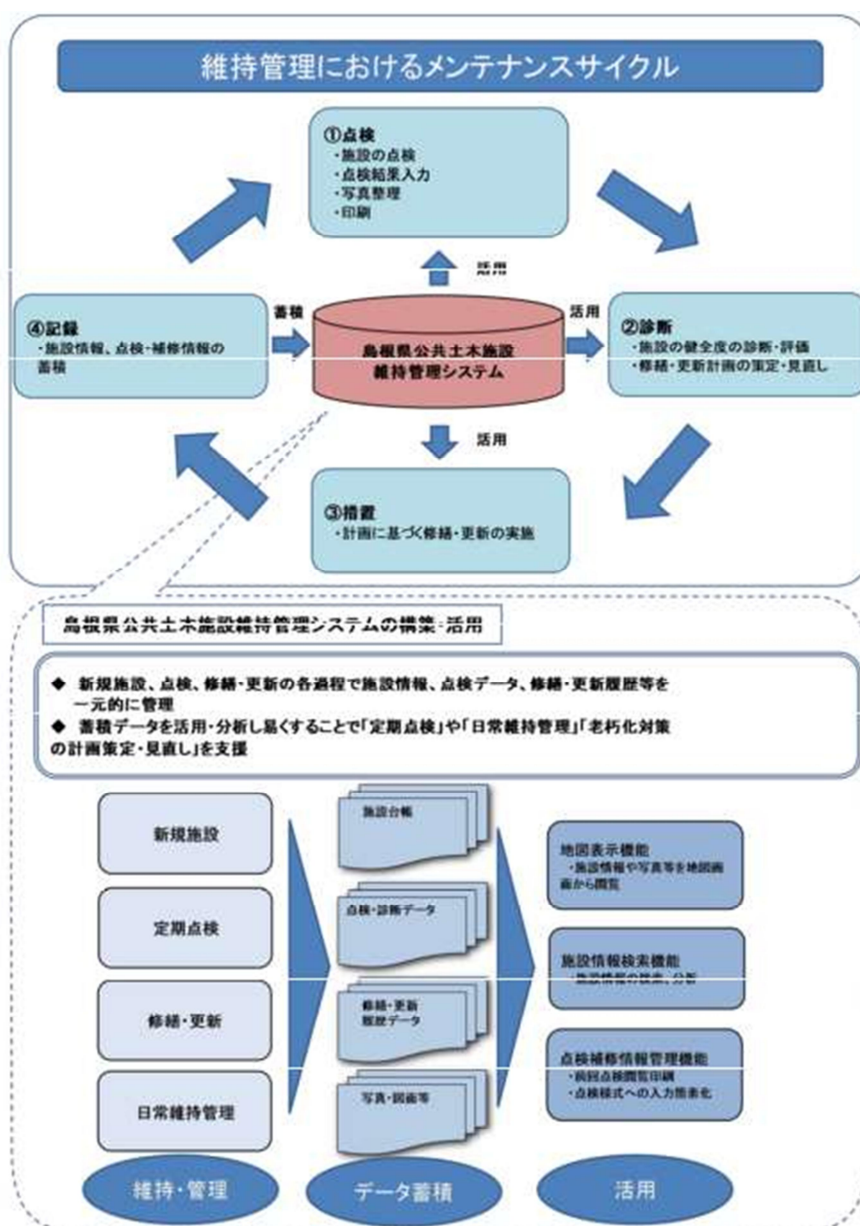 維持管理におけるメンテナンスサイクル
①点検
・施設の点検
・点検結果入力
・写真整理
・印刷
活用
④記録
・施設情報、点検・補修情報の
蓄積
蓄積
島根県公共土木施設
維持管理システム
活用
②診断
・施設の健全度の診断・評価
・修繕・更新計画の策定・見直し
活用
③措置
・計画に基づく修繕・更新の実施
島根県公共土木施設維持管理システムの構築・活用
◆ 新規施設、点検、修繕・更新の各過程で施設情報、点検データ、修繕・更新履歴等を
一元的に管理
◆ 蓄積データを活用・分析し易くすることで「定期点検」や「日常維持管理」「老朽化対策
の計画策定・見直し」を支援
新規施設
定期点検
修繕・更新
日常維持管理
維持・管理
施設台帳
点検・診断データ
修繕・更新
履歴データ
写真・図画等
データ蓄積
地図表示機能
・施設情報や写真等を地図画
面から閲覧
施設情報検索機能
・施設情報の検索、分析
点検補修情報管理機能
・前回点検閲覧印刷
・点検様式への入力簡素化
活用